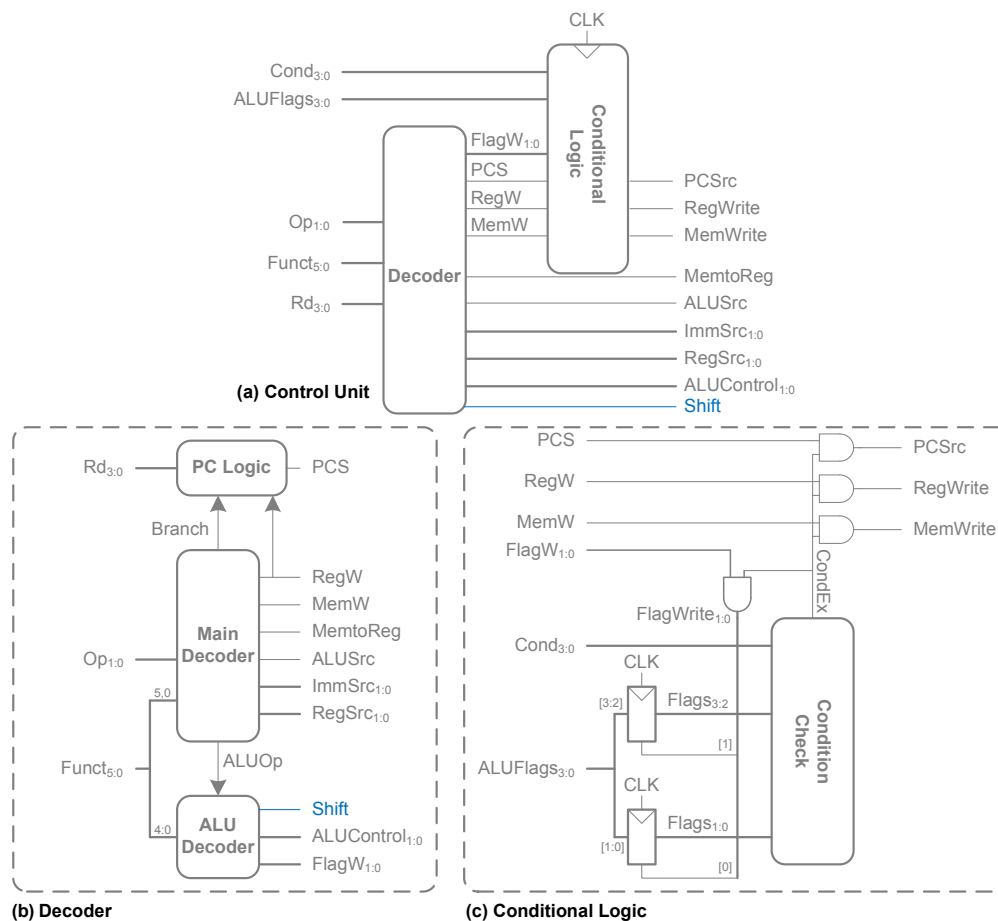 CLK
Cond3:0
ALUFlags3:0
Conditional
Logic
FlagW1:0
PCS
RegW
MemW
PCSrc
RegWrite
MemWrite
Op1:0
Funct5:0
Rd3:0
Decoder
MemtoReg
ALUSrc
ImmSrc1:0
RegSrc1:0
ALUControl1:0
Shift
(a) Control Unit
Rd3:0
PC Logic
PCS
Branch
RegW
MemW
MemtoReg
ALUSrc
ImmSrc1:0
RegSrc1:0
Main
Decoder
Op1:0
5,0
Funct5:0
ALUOp
4:0
ALU
Decoder
Shift
ALUControl1:0
FlagW1:0
(b) Decoder
PCS
PCSrc
RegW
RegWrite
MemW
MemWrite
FlagW1:0
CondEx
FlagWrite1:0
Cond3:0
CLK
[3:2]
Flags3:2
[1]
Condition
Check
ALUFlags3:0
CLK
Flags1:0
[1:0]
[0]
(c) Conditional Logic